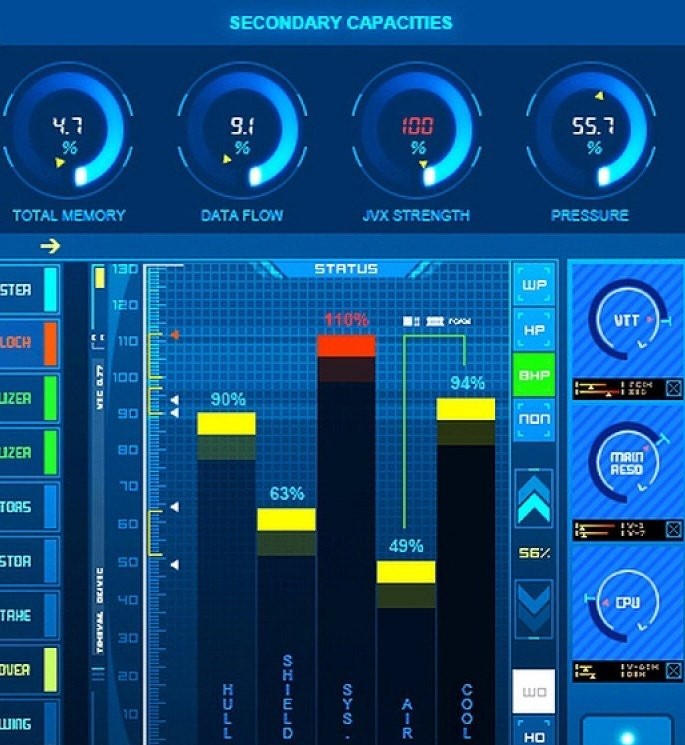 SECONDARY CAPACITIES
4.7
%
9.1
%
100
%
55.7
%
TOTAL MEMORY
DATA FLOW
JVX STRENGTH
PRESSURE
STATUS
130
120
110
100
90
80
70
60
50
40
30
20
10
90%
63%
110%
49%
94%
HULL
SHIELD
SYS.
AIR
COOL
WP
HP
BHP
NON
56%
WO
HO
VTT
MAIN
RESO
CPU
STER
LOCK
UZER
UZER
TORS
STOR
TAKE
OVER
WING